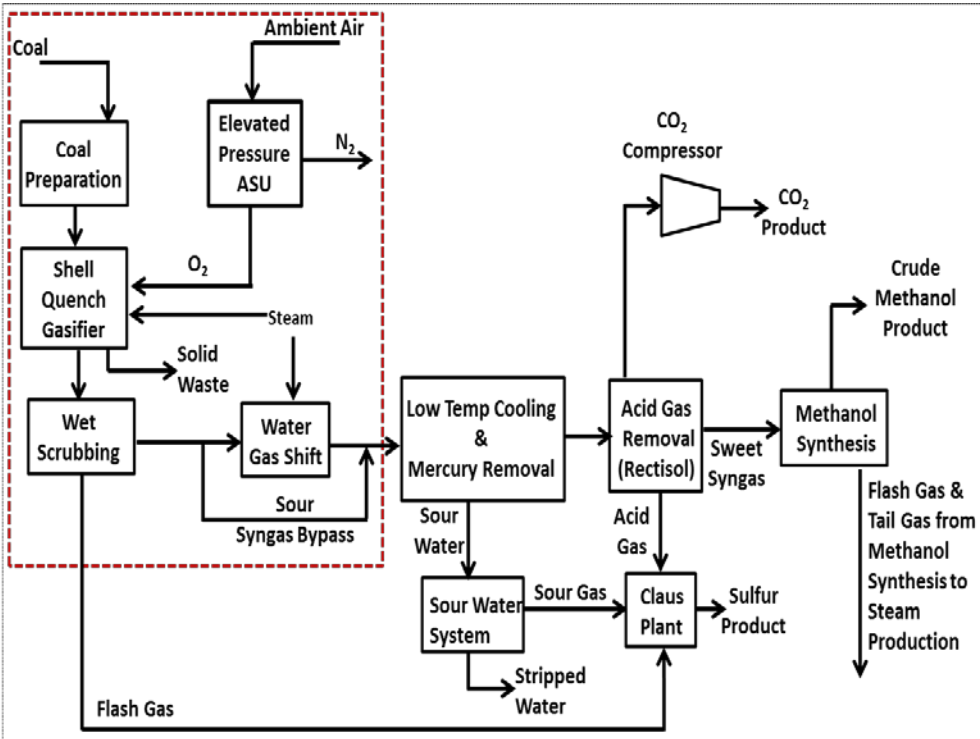 Ambient Air
Coal
Elevated
Pressure
ASU
N₂
Coal
Preparation
CO₂
Compressor
CO₂
Product
O₂
Shell
Quench
Gasifier
Steam
Crude
Methanol
Product
Solid
Waste
Wet
Scrubbing
Water
Gas Shift
Low Temp Cooling
&
Mercury Removal
Acid Gas
Removal
(Rectisol)
Sweet
Syngas
Methanol
Synthesis
Sour
Syngas Bypass
Sour
Water
Acid
Gas
Flash Gas &
Tail Gas from
Methanol
Synthesis to
Steam
Production
Sour Water
System
Sour Gas
Claus
Plant
Sulfur
Product
Stripped
Water
Flash Gas